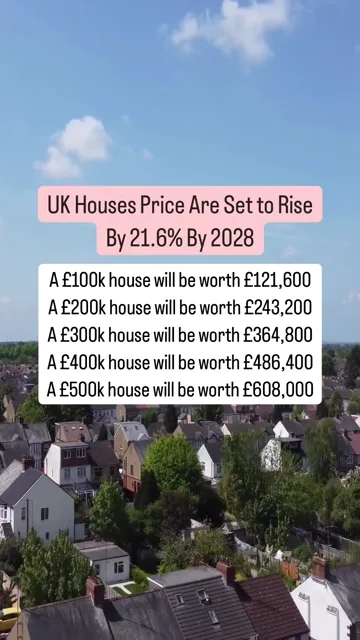 UK Houses Price Are Set to Rise
By 21.6% By 2028
A £100k house will be worth £121,600
A £200k house will be worth £243,200
A £300k house will be worth £364,800
A £400k house will be worth £486,400
A £500k house will be worth £608,000